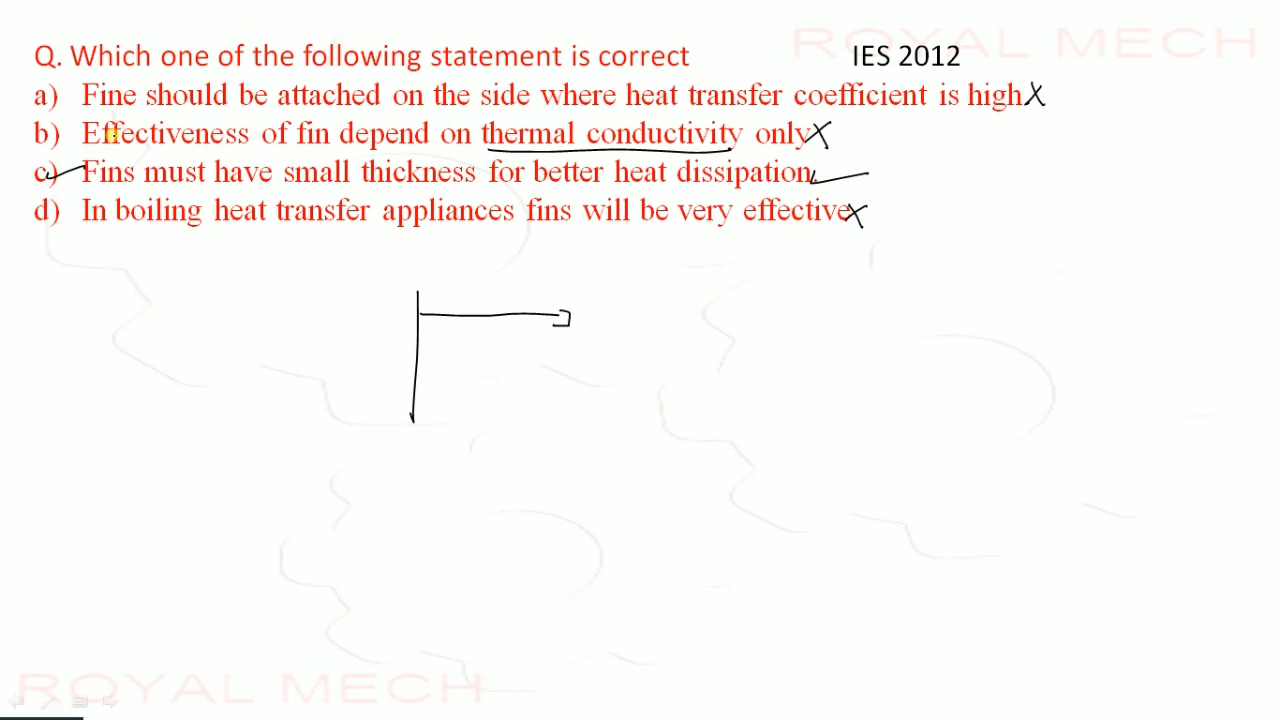 ROYAL MECH
Q. Which one of the following statement is correct IES 2012
a) Fine should be attached on the side where heat transfer coefficient is high
b) Effectiveness of fin depend on thermal conductivity only
c) Fins must have small thickness for better heat dissipation.
d) In boiling heat transfer appliances fins will be very effective
ROYAL MECH